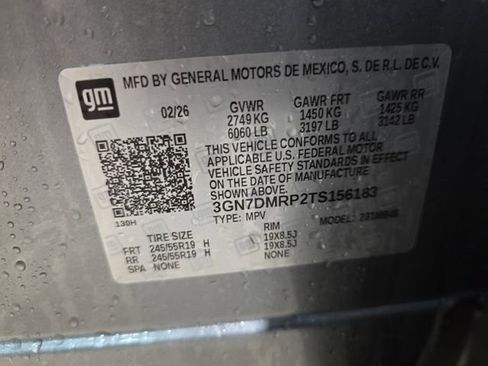 gm
MFD BY GENERAL MOTORS DE MEXICO, S. DE R.L. DE C.V.
02/26 GVWR GAWR FRT GAWR RR
2749 KG 1450 KG 1425 KG
6060 LB 3197 LB 3142 LB
THIS VEHICLE CONFORMS TO ALL
APPLICABLE U.S. FEDERAL MOTOR
VEHICLE SAFETY STANDARDS IN EFFECT
ON THE DATE OF MANUFACTURE
SHOWN ABOVE.
3GN7DMRP2TS156183
TYPE: MPV MODEL:
139H
TIRE SIZE RIM
FRT 245/55R19 H 19X8.5J
RR 245/55R19 H 19X8.5J
SPA NONE NONE